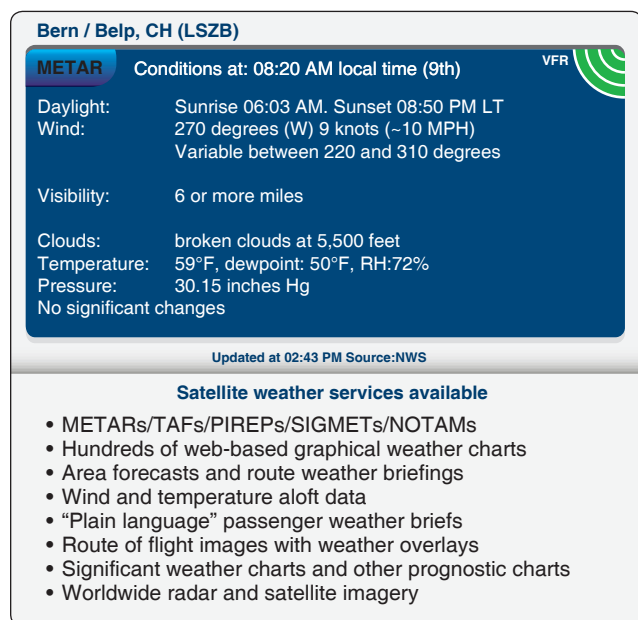 Bern / Belp, CH (LSZB)
METAR Conditions at: 08:20 AM local time (9th) VFR
Daylight: Sunrise 06:03 AM. Sunset 08:50 PM LT
Wind: 270 degrees (W) 9 knots (~10 MPH)
Variable between 220 and 310 degrees
Visibility: 6 or more miles
Clouds: broken clouds at 5,500 feet
Temperature: 59°F, dewpoint: 50°F, RH:72%
Pressure: 30.15 inches Hg
No significant changes
Updated at 02:43 PM Source:NWS
Satellite weather services available
• METARs/TAFs/PIREPs/SIGMETs/NOTAMs
• Hundreds of web-based graphical weather charts
• Area forecasts and route weather briefings
• Wind and temperature aloft data
• “Plain language” passenger weather briefs
• Route of flight images with weather overlays
• Significant weather charts and other prognostic charts
• Worldwide radar and satellite imagery